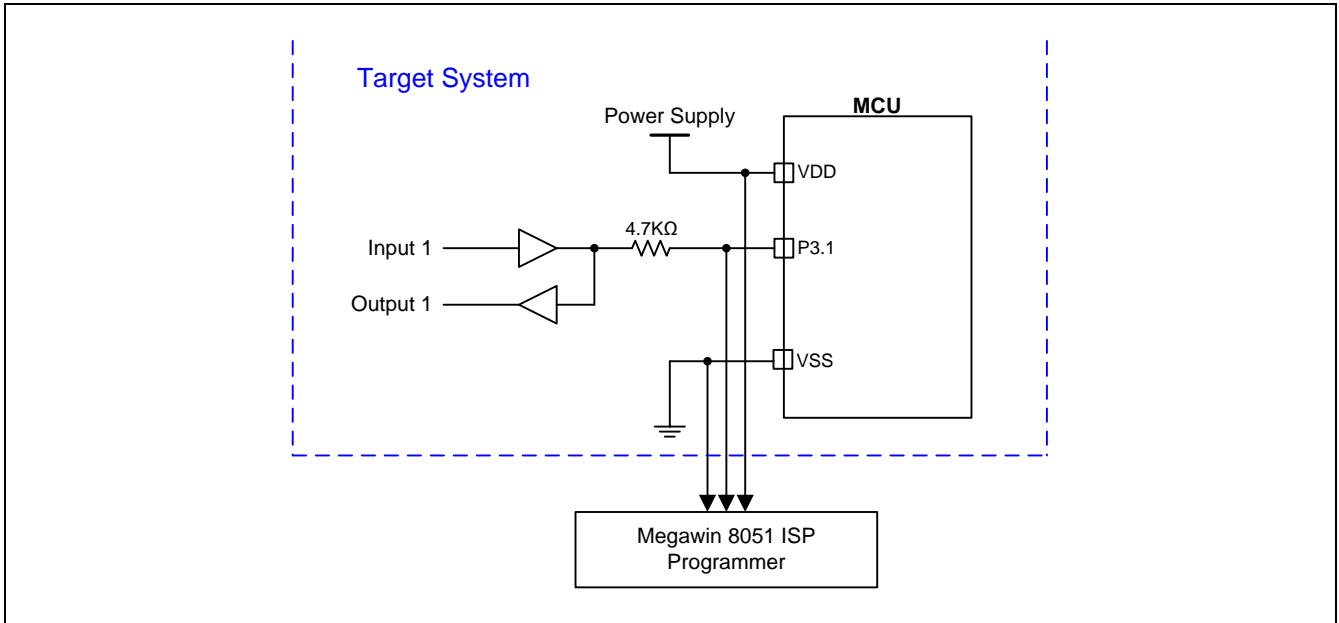 Target System
MCU
Power Supply
VDD
4.7KΩ
Input 1
P3.1
Output 1
VSS
Megawin 8051 ISP
Programmer